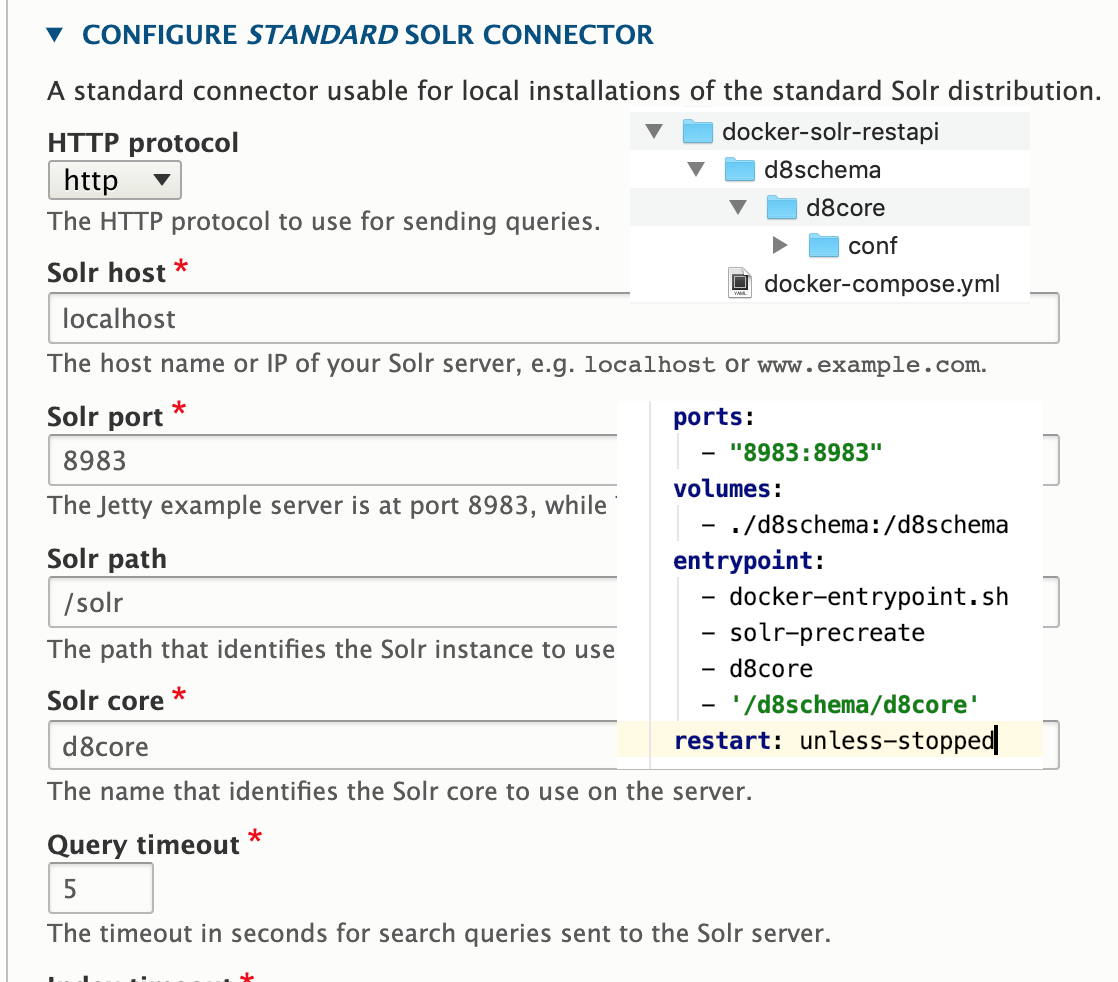 ▼ CONFIGURE STANDARD SOLR CONNECTOR
A standard connector usable for local installations of the standard Solr distribution.
HTTP protocol
http
The HTTP protocol to use for sending queries.
docker-solr-restapi
d8schema
d8core
conf
docker-compose.yml
Solr host *
localhost
The host name or IP of your Solr server, e.g. localhost or www.example.com.
Solr port *
8983
The Jetty example server is at port 8983, while
Solr path
/solr
The path that identifies the Solr instance to use
Solr core *
d8core
The name that identifies the Solr core to use on the server.
ports:
- "8983:8983"
volumes:
- ./d8schema:/d8schema
entrypoint:
- docker-entrypoint.sh
- solr-precreate
- d8core
- '/d8schema/d8core'
restart: unless-stopped
Query timeout *
5
The timeout in seconds for search queries sent to the Solr server.
Index timeout *